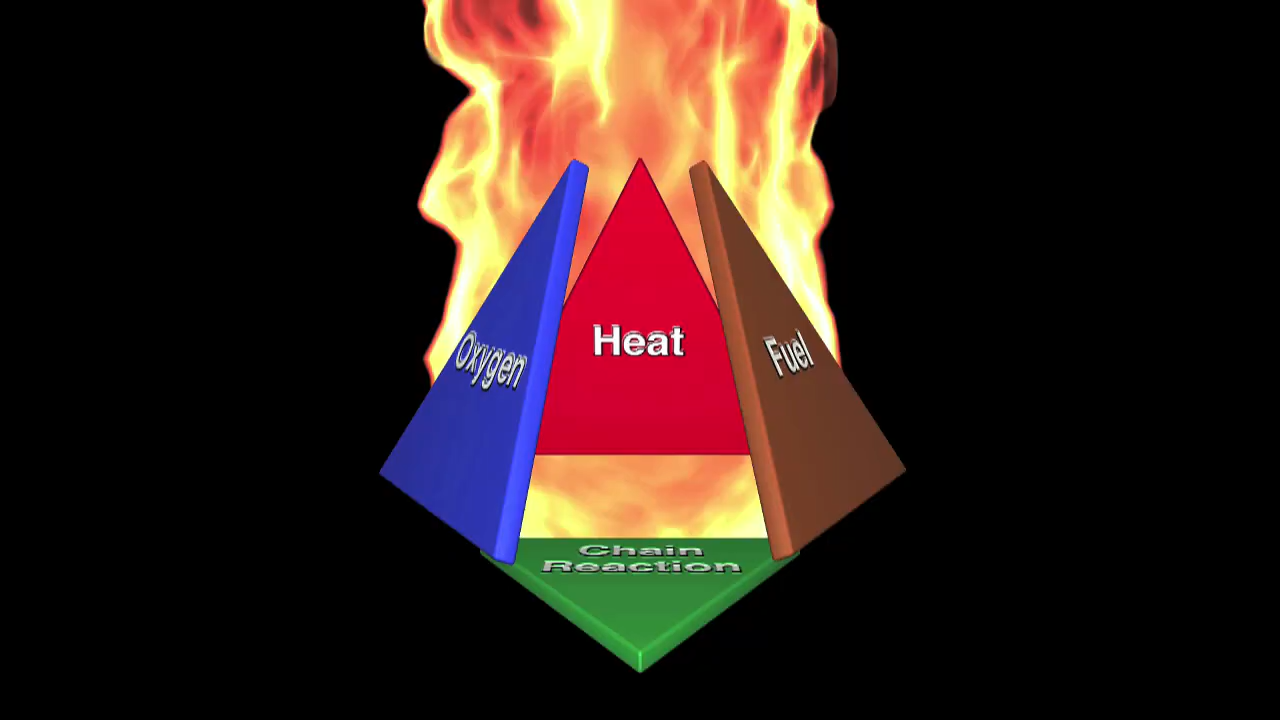 Oxygen
Heat
Fuel
Chain
Reaction